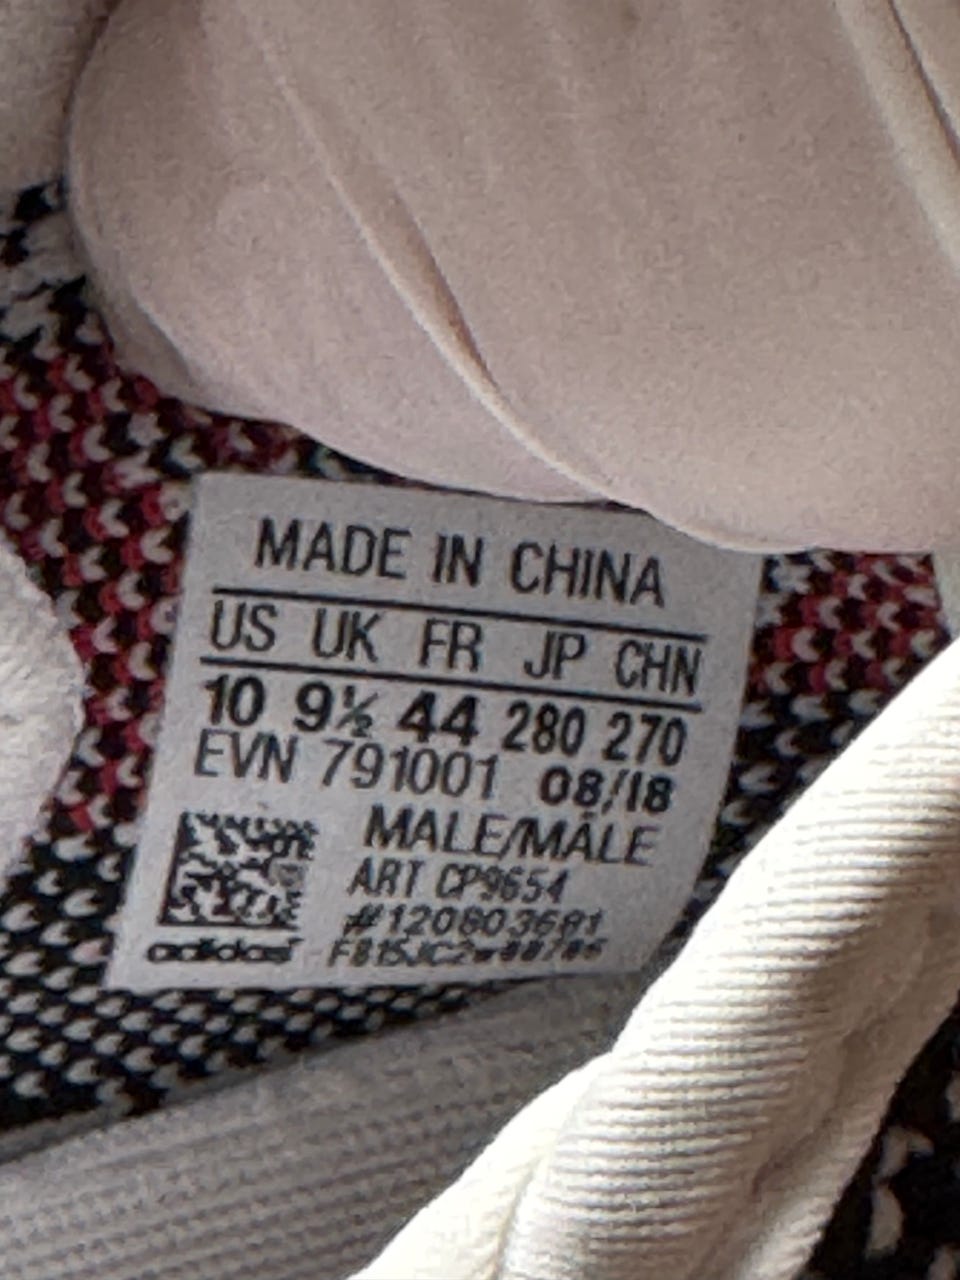 MADE IN CHINA
US UK FR JP CHN
10 9½ 44 280 270
EVN 791001 08/18
MALE/MÂLE
ART CP9654
#120803681
adidas